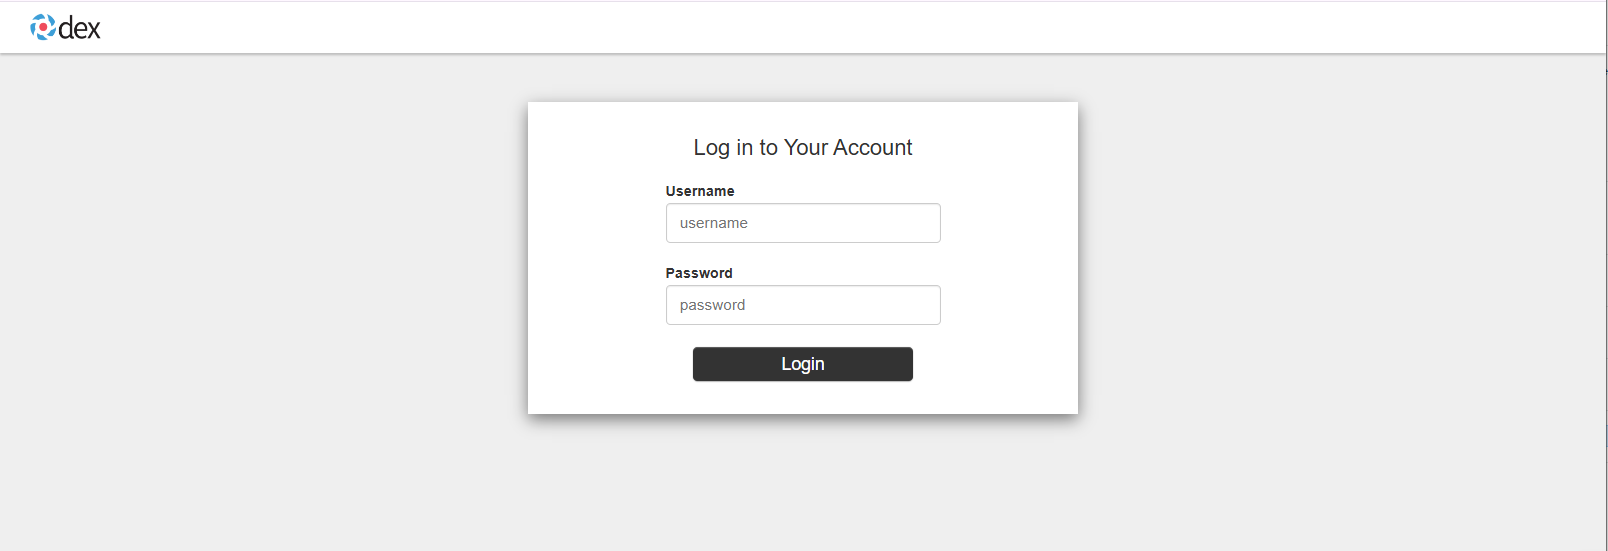 dex
Log in to Your Account
Username
username
Password
password
Login